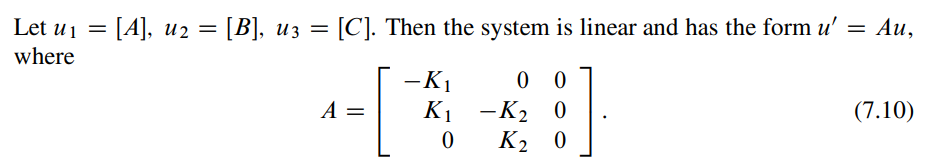 Let u₁ = [A], u₂ = [B], u₃ = [C]. Then the system is linear and has the form u′ = Au,
where
A = [ −K₁ 0 0
K₁ −K₂ 0
0 K₂ 0 ] . (7.10)